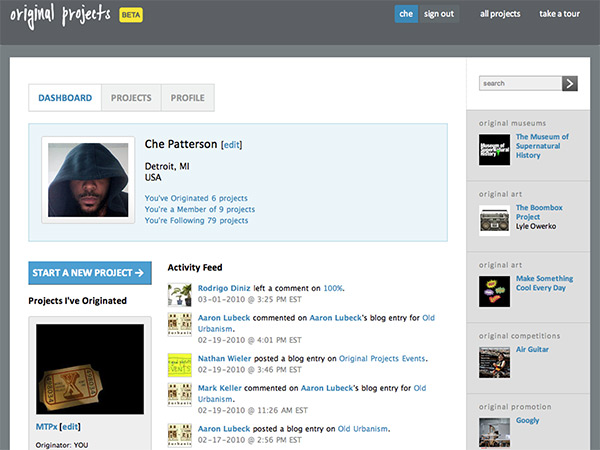 original projects BETA
che sign out all projects take a tour
DASHBOARD PROJECTS PROFILE
Che Patterson [edit]
Detroit, MI
USA
You've Originated 6 projects
You're a Member of 9 projects
You're Following 79 projects
START A NEW PROJECT →
Projects I've Originated
MTPx [edit]
Originator: YOU
Activity Feed
Rodrigo Diniz left a comment on 100%.
03-01-2010 @ 3:25 PM EST
Aaron Lubeck commented on Aaron Lubeck's blog entry for Old
Urbanism.
02-19-2010 @ 4:01 PM EST
Nathan Wieler posted a blog entry on Original Projects Events.
02-19-2010 @ 3:46 PM EST
Mark Keller commented on Aaron Lubeck's blog entry for Old
Urbanism.
02-19-2010 @ 11:26 AM EST
Aaron Lubeck posted a blog entry on Old Urbanism.
02-17-2010 @ 2:56 PM EST
search
original museums
Museum of
Supernatural
History
The Museum of
Supernatural
History
original art
The Boombox
Project
Lyle Owerko
original art
Make Something
Cool Every Day
original competitions
Air Guitar
original promotion
Googly